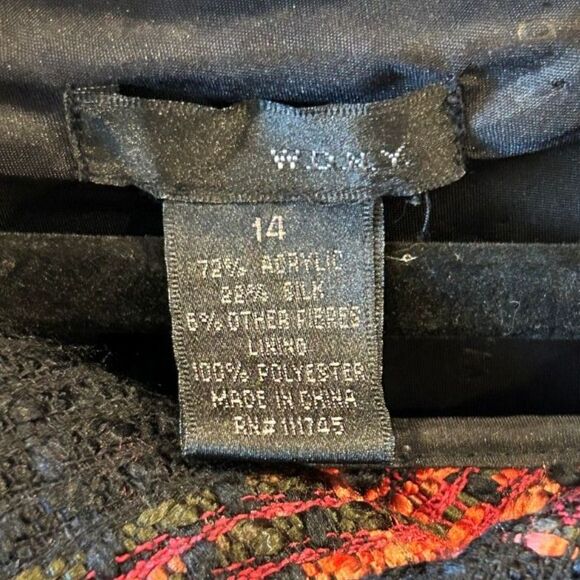 W.D.N.Y.
14
72% ACRYLIC
22% SILK
6% OTHER FIBRES
LINING
100% POLYESTER
MADE IN CHINA
RN# 111745